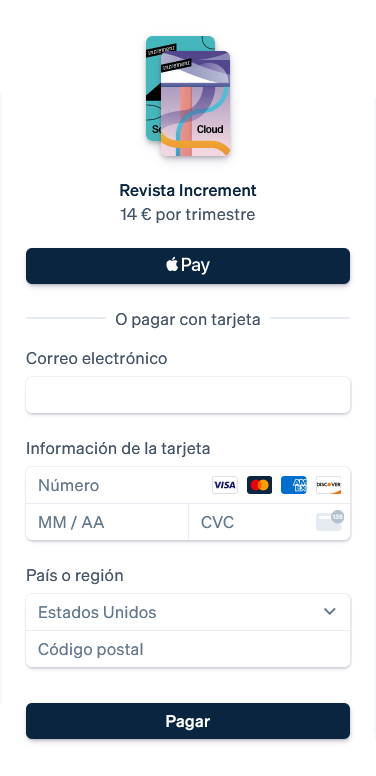 increment
increment
Cloud
Revista Increment
14 € por trimestre
Pay
O pagar con tarjeta
Correo electrónico
Información de la tarjeta
Número VISA AMEX DISCOVER
MM / AA CVC 135
País o región
Estados Unidos
Código postal
Pagar